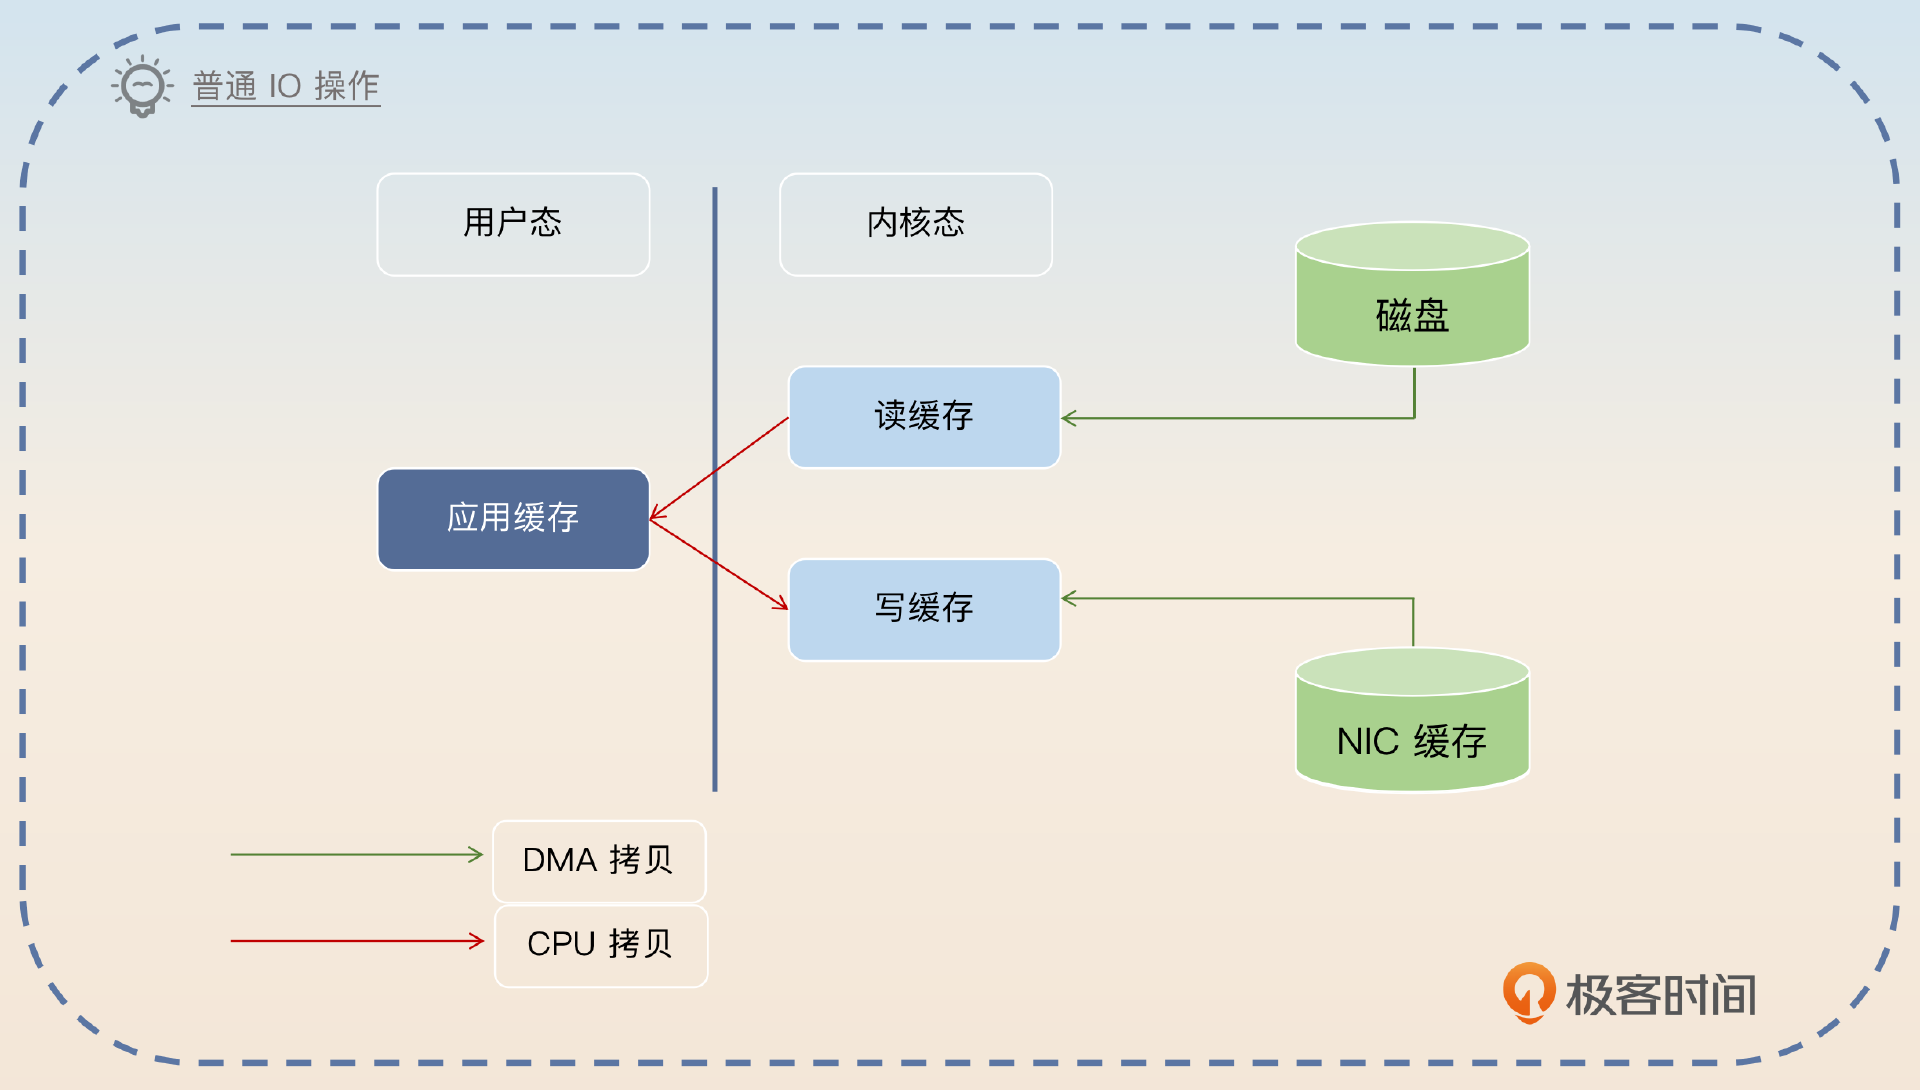 普通 IO 操作
用户态
内核态
磁盘
读缓存
应用缓存
写缓存
NIC 缓存
DMA 拷贝
CPU 拷贝
极客时间